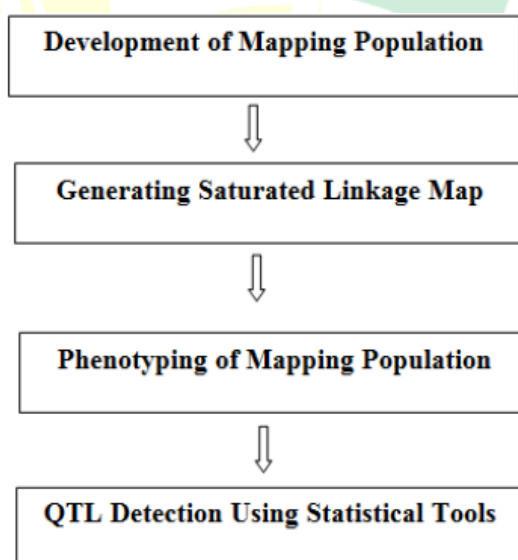 Development of Mapping Population
Generating Saturated Linkage Map
Phenotyping of Mapping Population
QTL Detection Using Statistical Tools